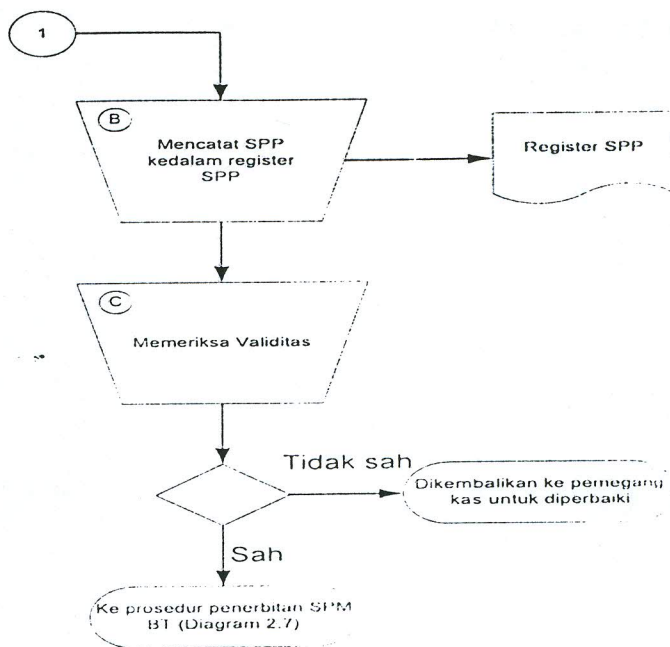 1
B
Mencatat SPP
kedalam register
SPP
Register SPP
C
Memeriksa Validitas
Tidak sah
Dikembalikan ke pemegang
kas untuk diperbaiki
Sah
Ke prosedur penerbitan SPM
BT (Diagram 2.7)